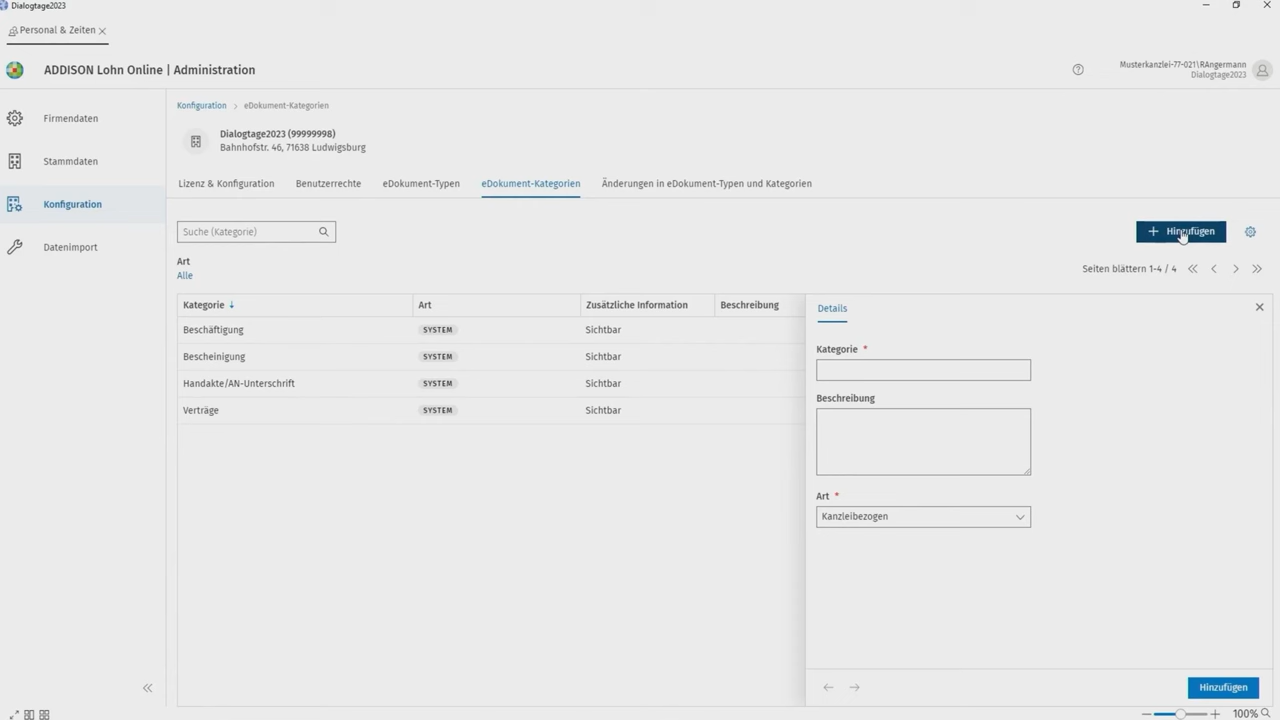 Dialogtage2023
Personal & Zeiten
ADDISON Lohn Online | Administration
Musterkanzlei-77-021\RAngermann
Dialogtage2023
Firmendaten
Stammdaten
Konfiguration
Datenimport
Konfiguration > eDokument-Kategorien
Dialogtage2023 (99999998)
Bahnhofstr. 46, 71638 Ludwigsburg
Lizenz & Konfiguration Benutzerrechte eDokument-Typen eDokument-Kategorien Änderungen in eDokument-Typen und Kategorien
Suche (Kategorie)
Hinzufügen
Art
Alle
Seiten blättern 1-4 / 4
Kategorie Art Zusätzliche Information Beschreibung
Beschäftigung SYSTEM Sichtbar
Bescheinigung SYSTEM Sichtbar
Handakte/AN-Unterschrift SYSTEM Sichtbar
Verträge SYSTEM Sichtbar
Details
Kategorie *
Beschreibung
Art *
Kanzleibezogen
Hinzufügen
100%